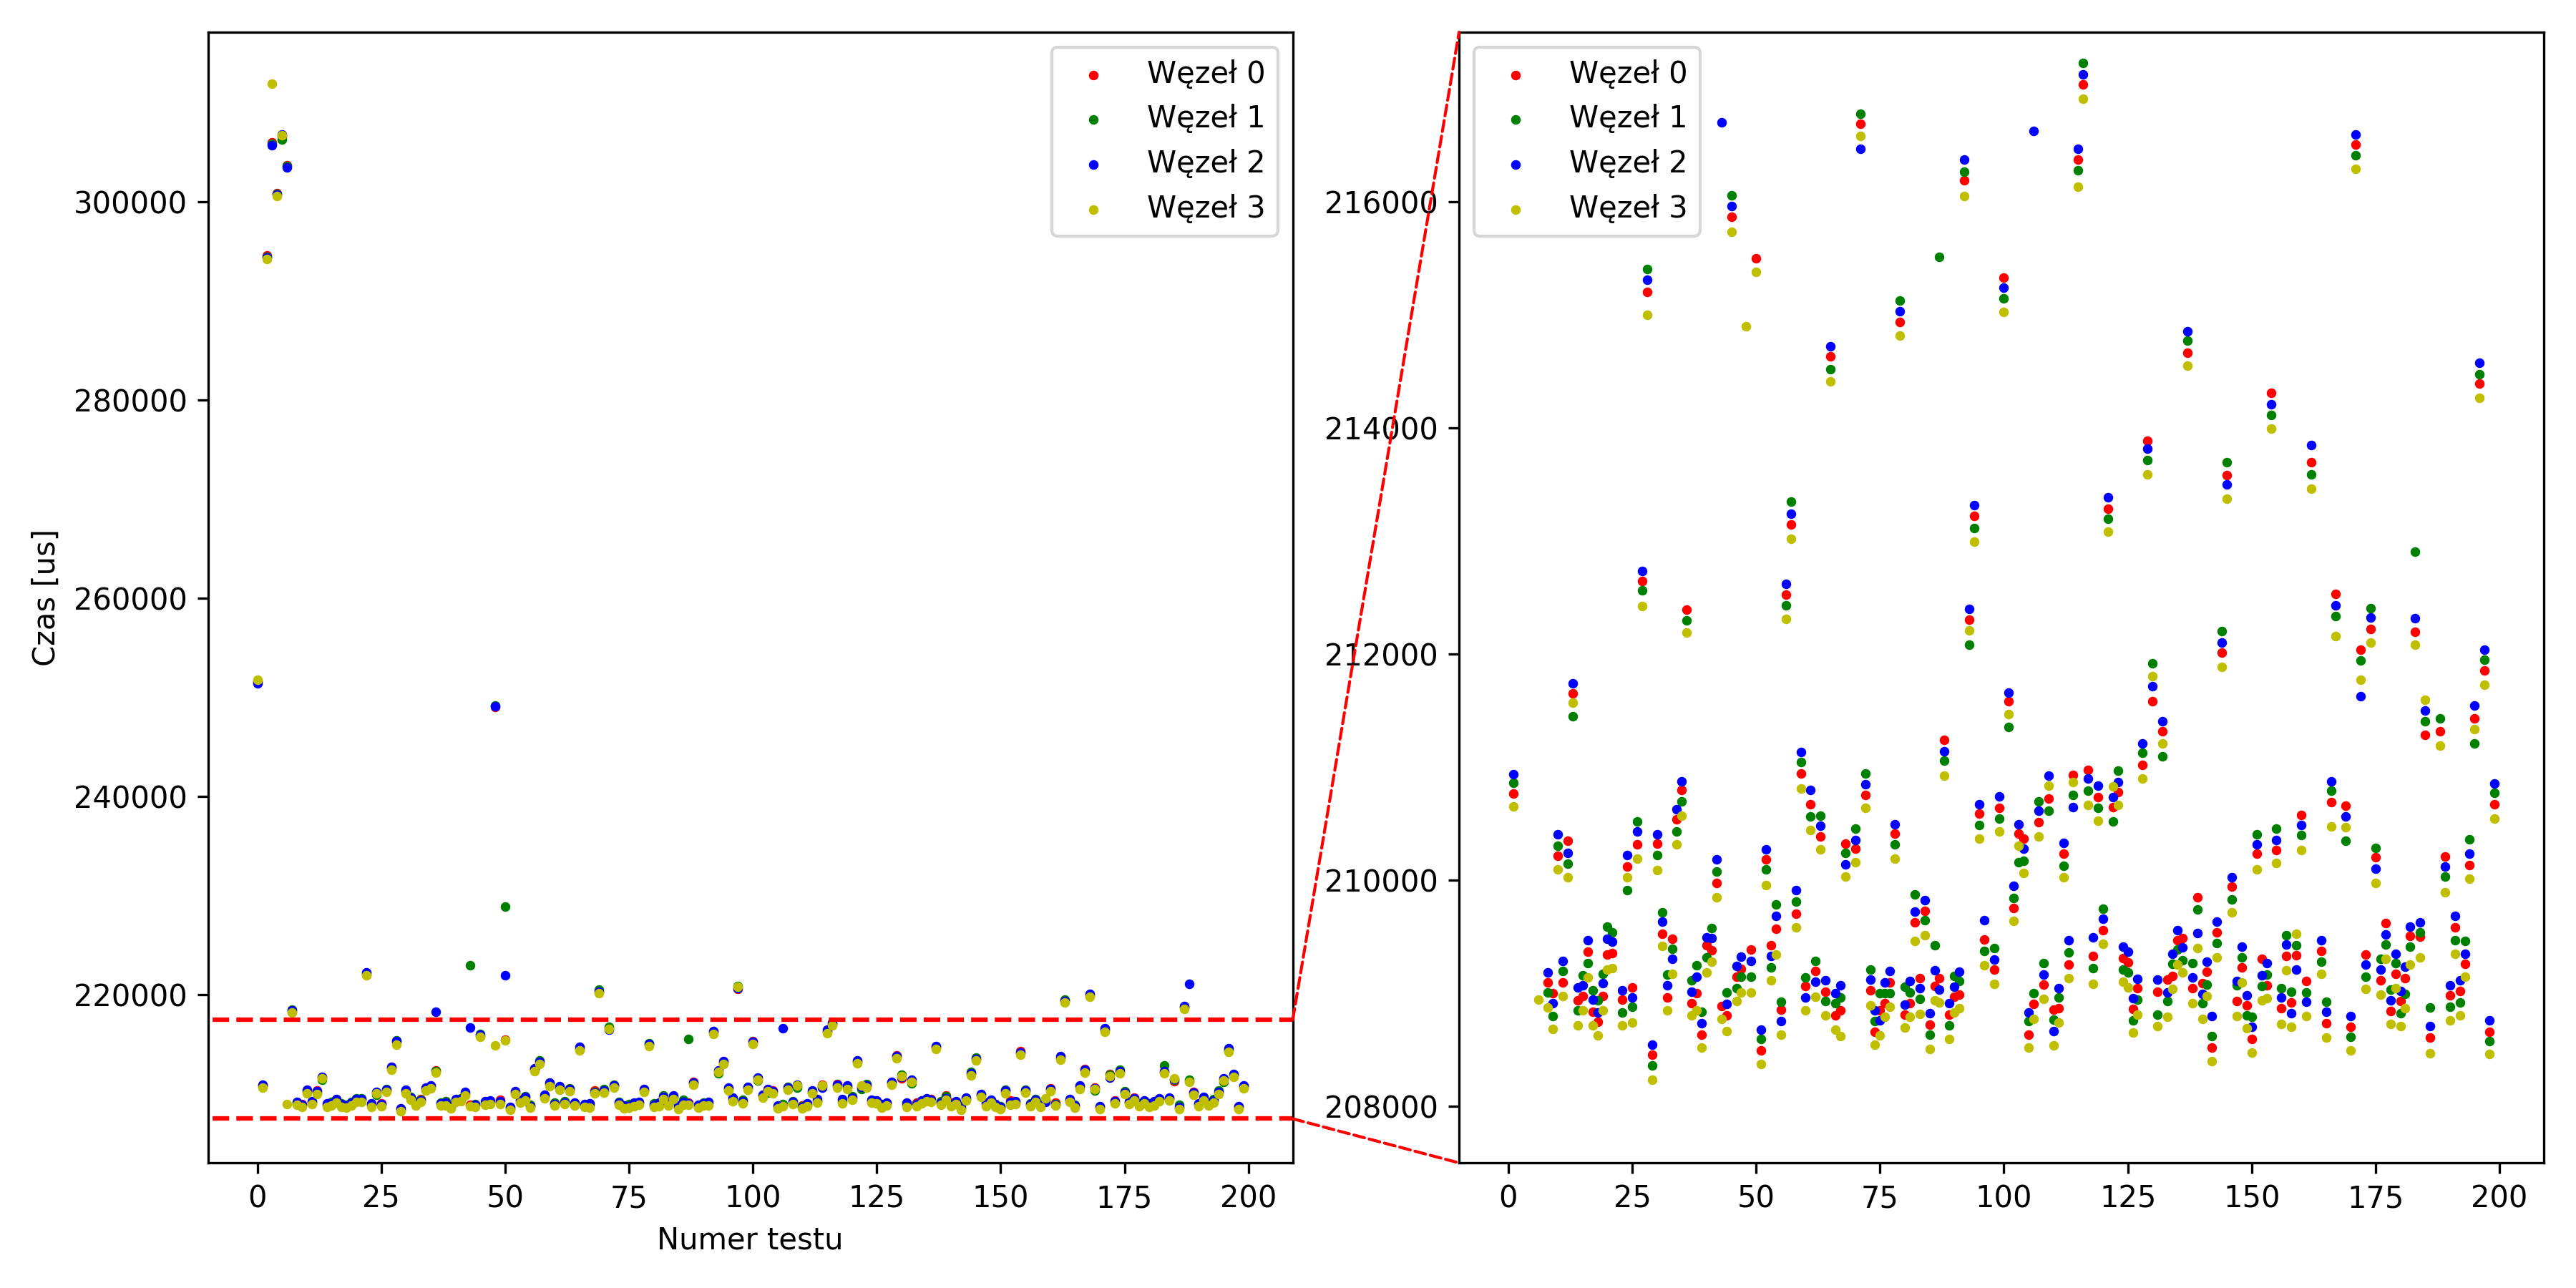 Czas [us]
300000
280000
260000
240000
220000
0 25 50 75 100 125 150 175 200
Numer testu
Węzeł 0
Węzeł 1
Węzeł 2
Węzeł 3
216000
214000
212000
210000
208000
0 25 50 75 100 125 150 175 200
Węzeł 0
Węzeł 1
Węzeł 2
Węzeł 3